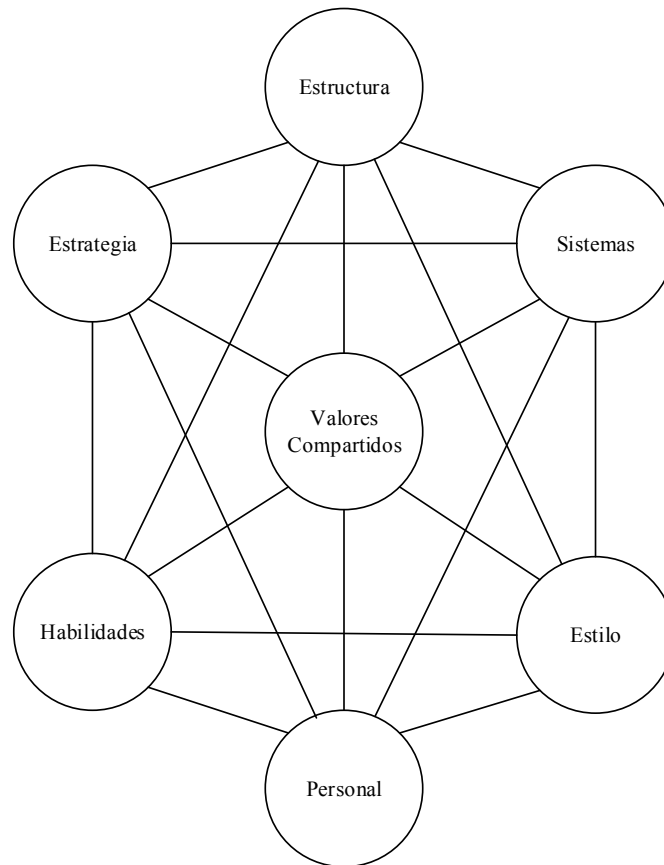 Estructura
Estrategia
Sistemas
Valores
Compartidos
Habilidades
Estilo
Personal